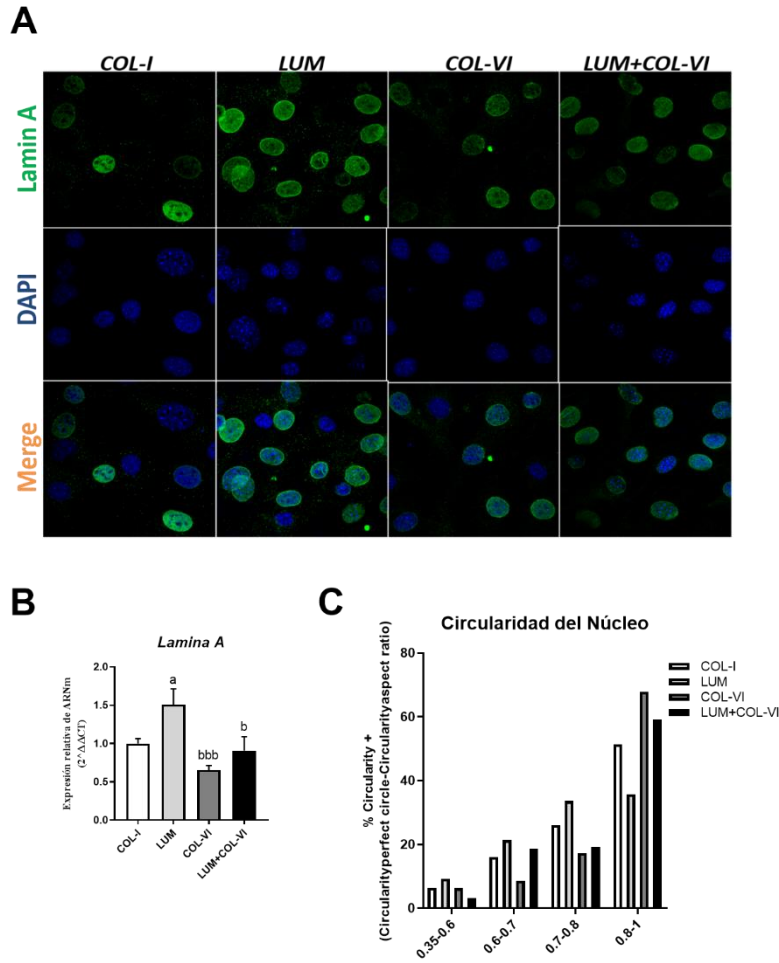 A
COL-I LUM COL-VI LUM+COL-VI
Lamin A
DAPI
Merge
B
Lamina A
Expresión relativa de ARNm
(2^ΔΔCT)
2.0
1.5
1.0
0.5
0.0
a
bbb
b
COL-I
LUM
COL-VI
LUM+COL-VI
C
Circularidad del Núcleo
% Circularity +
(Circularityperfect circle-Circularityaspect ratio)
80
60
40
20
0
0.35-0.6
0.6-0.7
0.7-0.8
0.8-1
COL-I
LUM
COL-VI
LUM+COL-VI